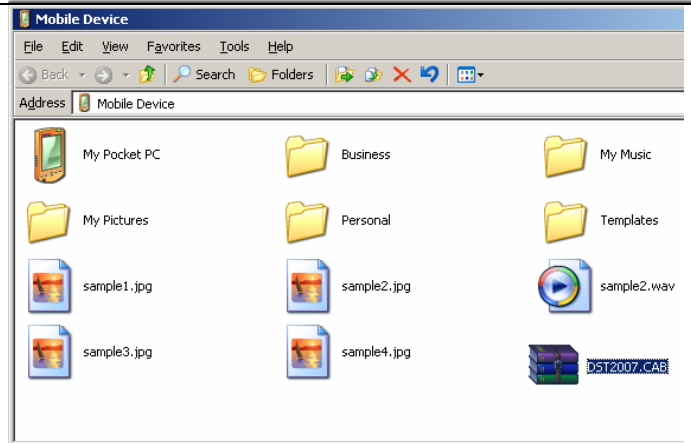 Mobile Device
File Edit View Favorites Tools Help
Back Search Folders
Address Mobile Device
My Pocket PC Business My Music
My Pictures Personal Templates
sample1.jpg sample2.jpg sample2.wav
sample3.jpg sample4.jpg DST2007.CAB